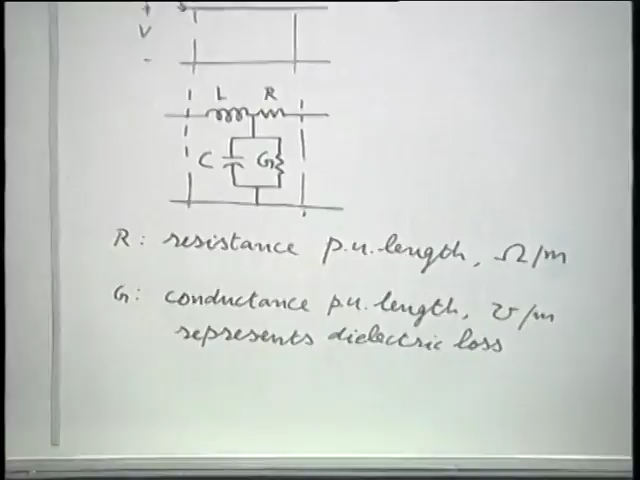 +
V
-
L R
C G
R: resistance p.u. length, Ω/m
G: conductance p.u. length, ℧/m
represents dielectric loss